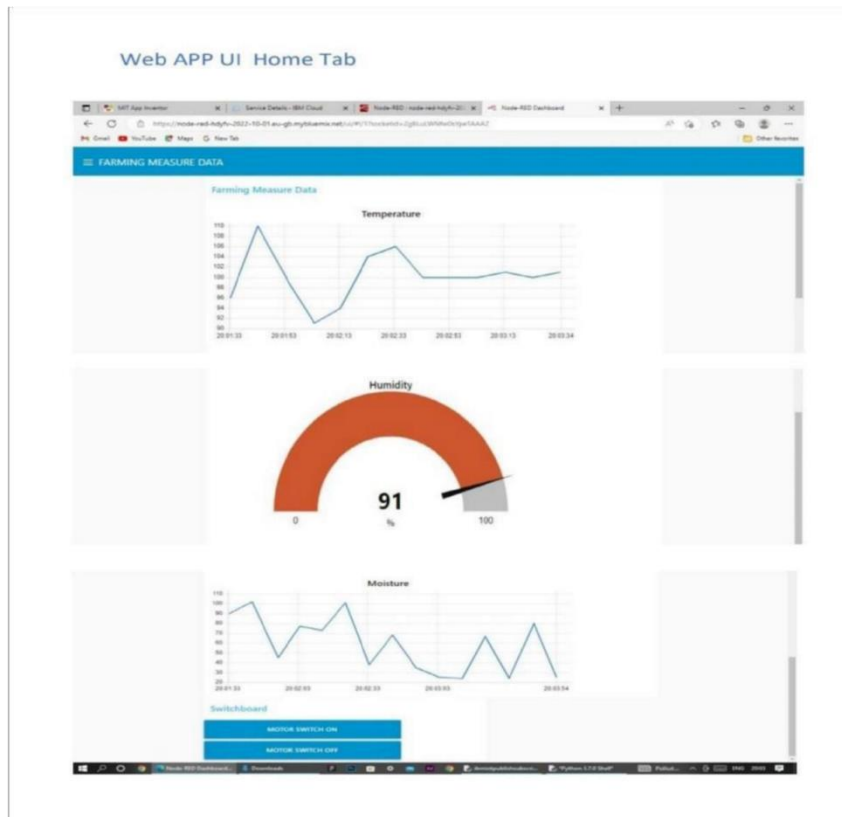 Web APP UI Home Tab
MIT App Inventor
Service Details - IBM Cloud
Node-RED Dashboard
Gmail YouTube Maps New Tab
Other favorites
FARMING MEASURE DATA
Farming Measure Data
Temperature
110
108
106
104
102
100
98
96
94
92
90
20:01:33 20:01:53 20:02:13 20:02:33 20:02:53 20:03:13 20:03:34
Humidity
91
%
0 100
Moisture
110
100
90
80
70
60
50
40
30
20
20:01:33 20:02:03 20:02:33 20:03:03 20:03:54
Switchboard
MOTOR SWITCH ON
MOTOR SWITCH OFF
Node-RED Dashboard... Downloads
ENG